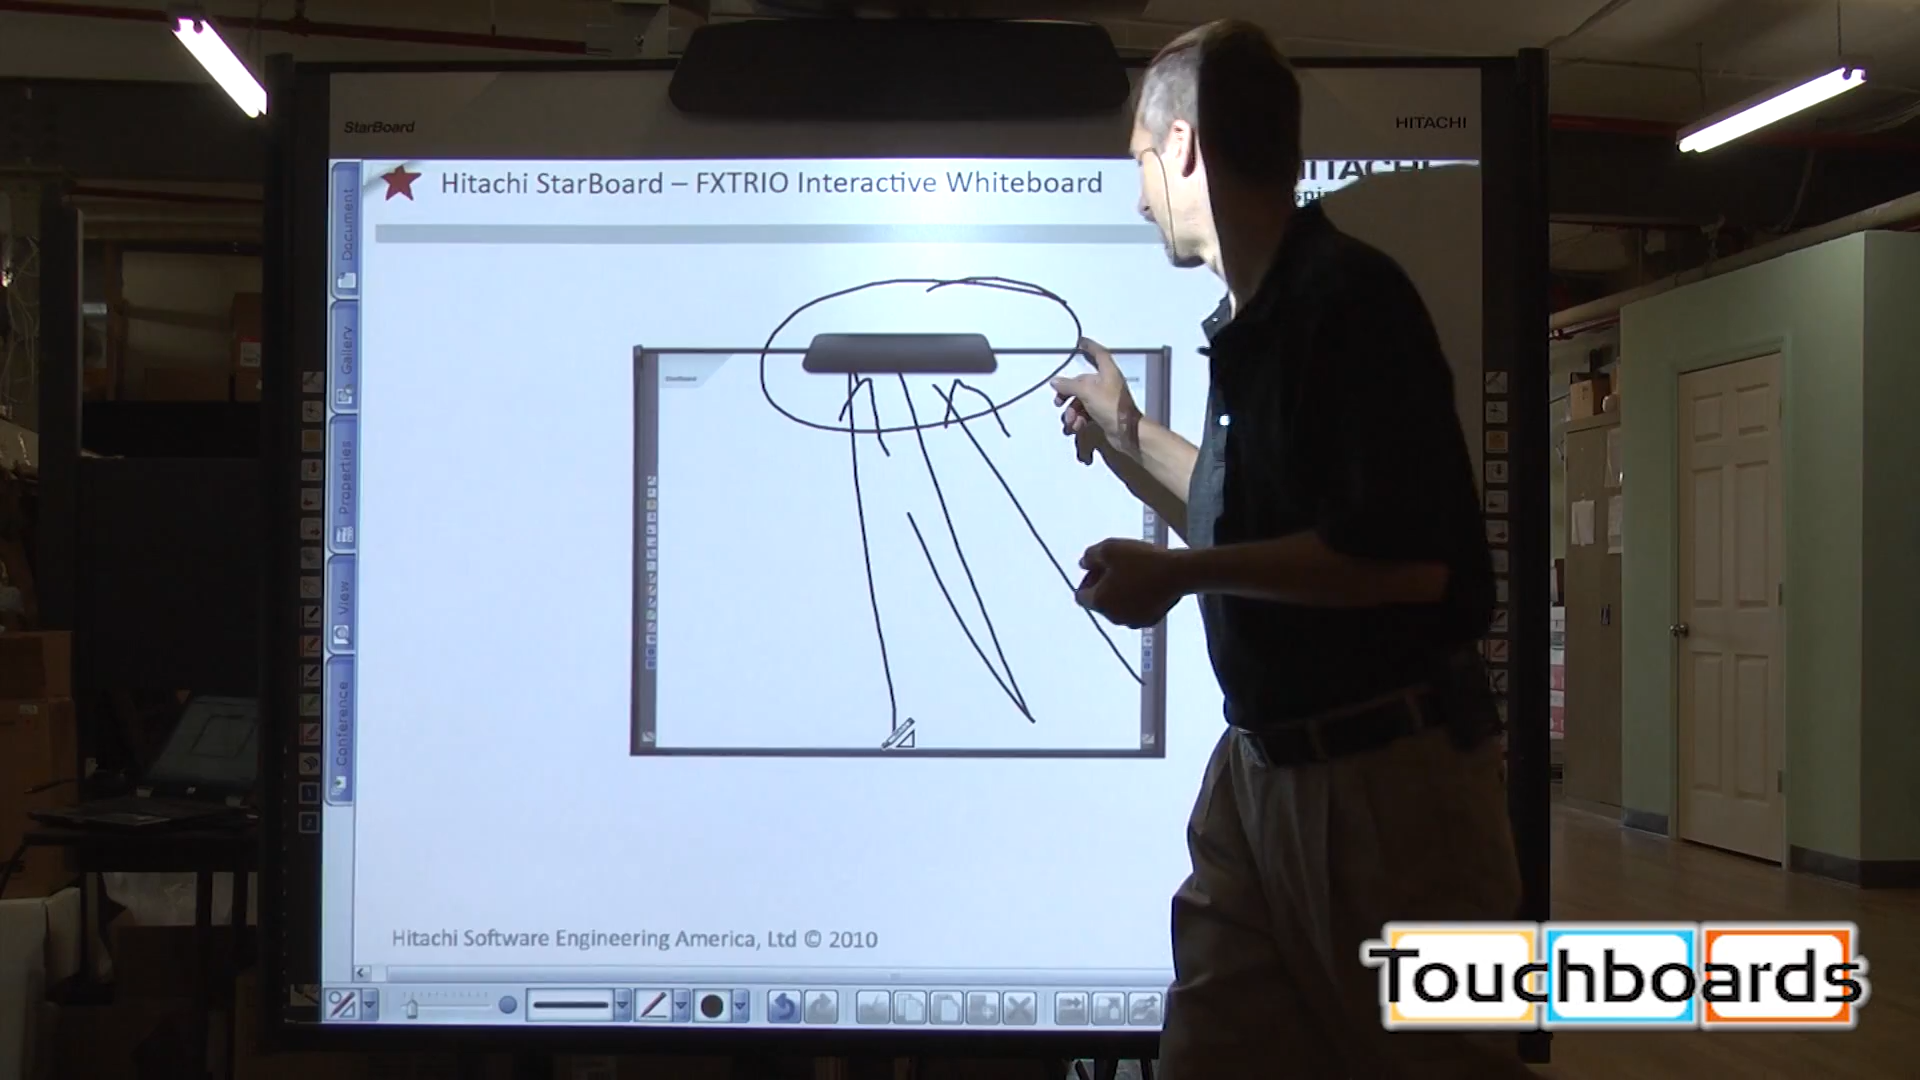 StarBoard
HITACHI
Hitachi StarBoard – FXTRIO Interactive Whiteboard
HITACHI
Document
Gallery
Properties
View
Conference
Hitachi Software Engineering America, Ltd © 2010
Touchboards